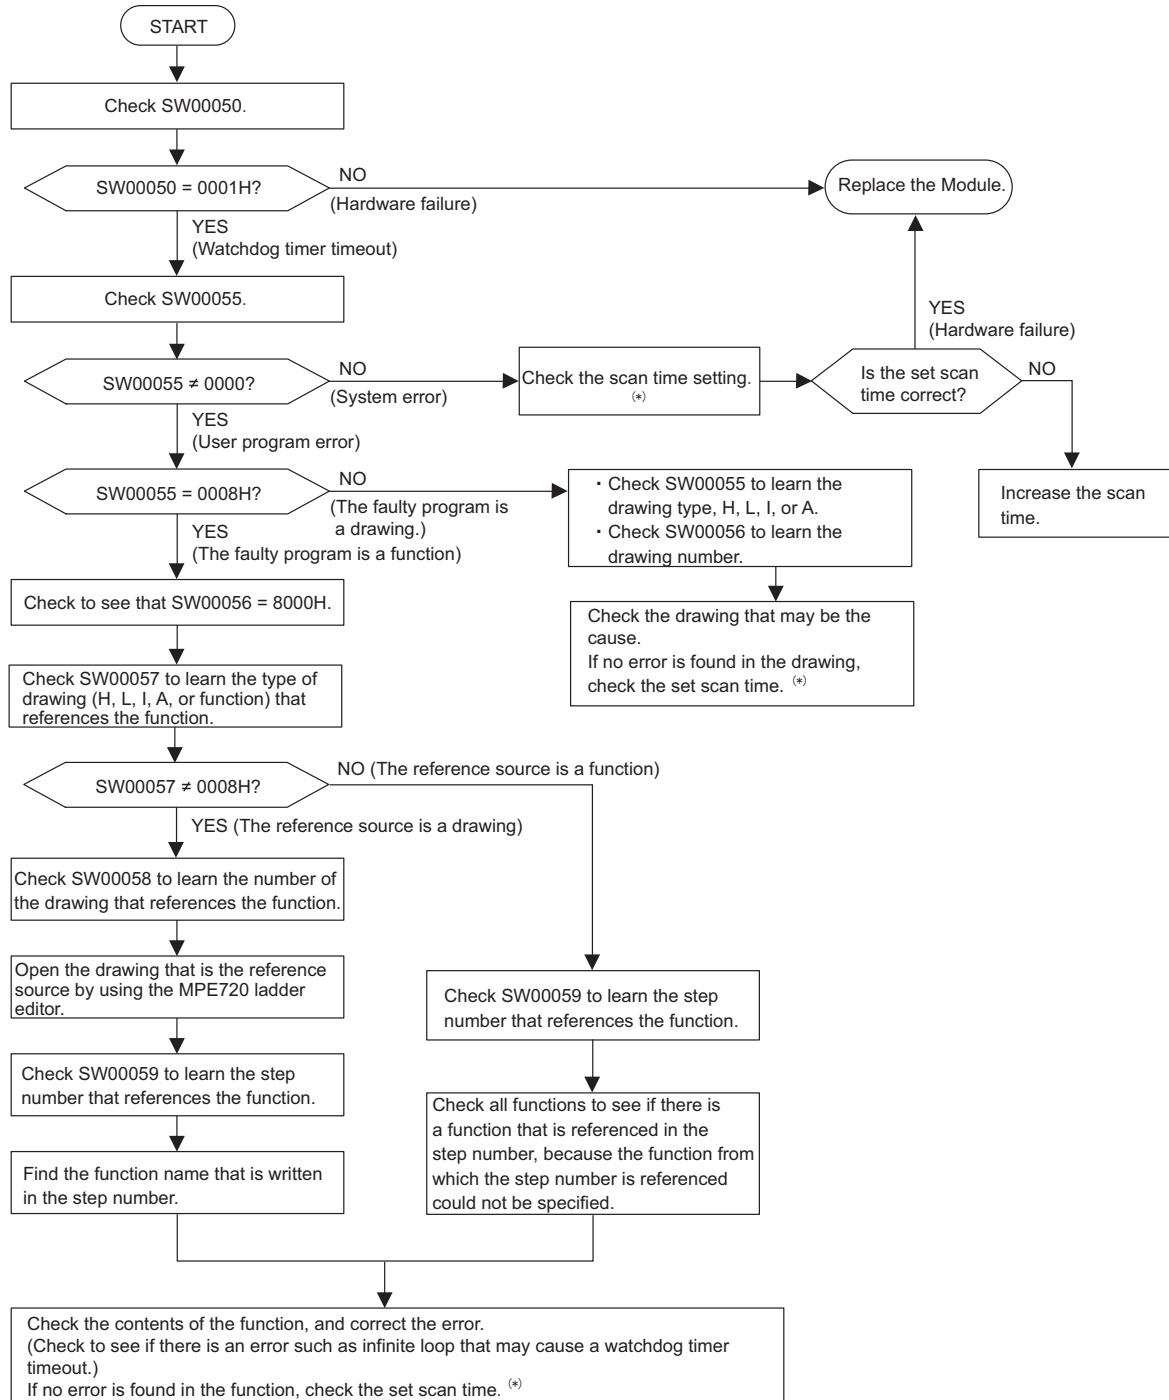 START
Check SW00050.
SW00050 = 0001H?
NO
(Hardware failure)
Replace the Module.
YES
(Watchdog timer timeout)
Check SW00055.
YES
(Hardware failure)
SW00055 ≠ 0000?
NO
(System error)
Check the scan time setting.
(*)
Is the set scan
time correct?
NO
YES
(User program error)
Increase the scan
time.
SW00055 = 0008H?
NO
(The faulty program is
a drawing.)
・Check SW00055 to learn the
drawing type, H, L, I, or A.
・Check SW00056 to learn the
drawing number.
YES
(The faulty program is a function)
Check to see that SW00056 = 8000H.
Check the drawing that may be the
cause.
If no error is found in the drawing,
check the set scan time. (*)
Check SW00057 to learn the type of
drawing (H, L, I, A, or function) that
references the function.
SW00057 ≠ 0008H?
NO (The reference source is a function)
YES (The reference source is a drawing)
Check SW00058 to learn the number of
the drawing that references the function.
Open the drawing that is the reference
source by using the MPE720 ladder
editor.
Check SW00059 to learn the step
number that references the function.
Find the function name that is written
in the step number.
Check SW00059 to learn the step
number that references the function.
Check all functions to see if there is
a function that is referenced in the
step number, because the function from
which the step number is referenced
could not be specified.
Check the contents of the function, and correct the error.
(Check to see if there is an error such as infinite loop that may cause a watchdog timer
timeout.)
If no error is found in the function, check the set scan time. (*)